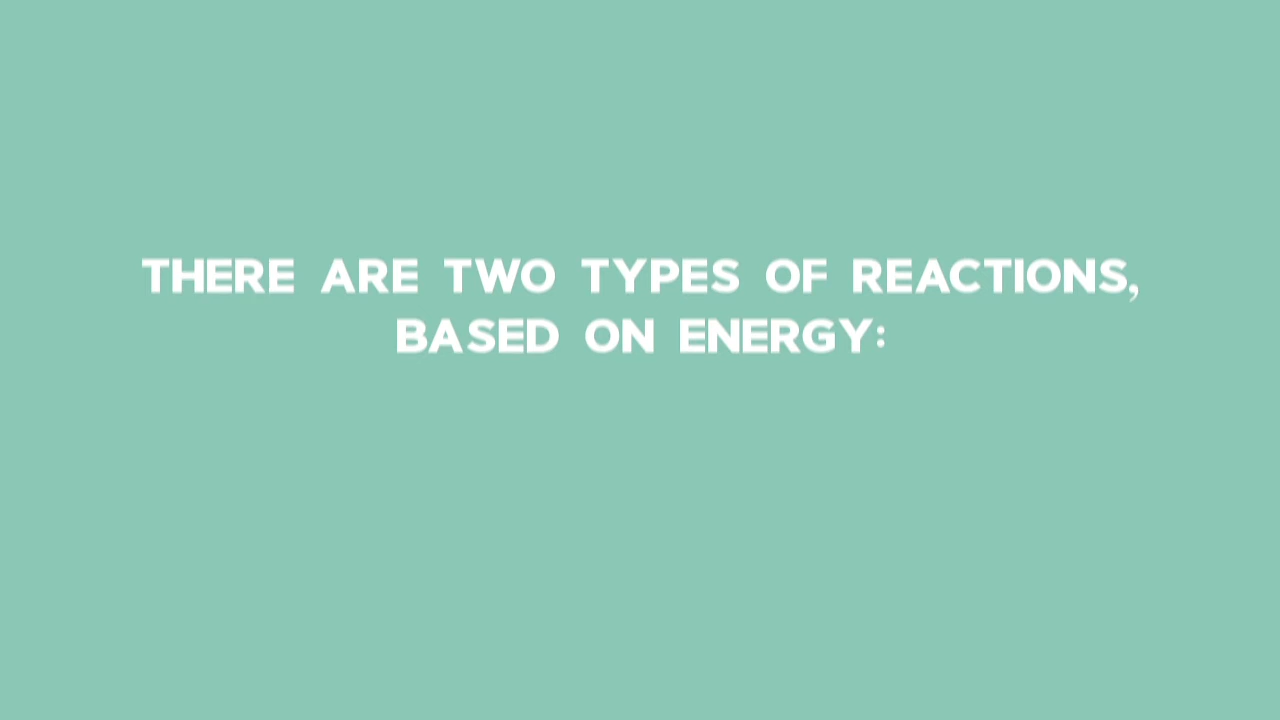 THERE ARE TWO TYPES OF REACTIONS,
BASED ON ENERGY: